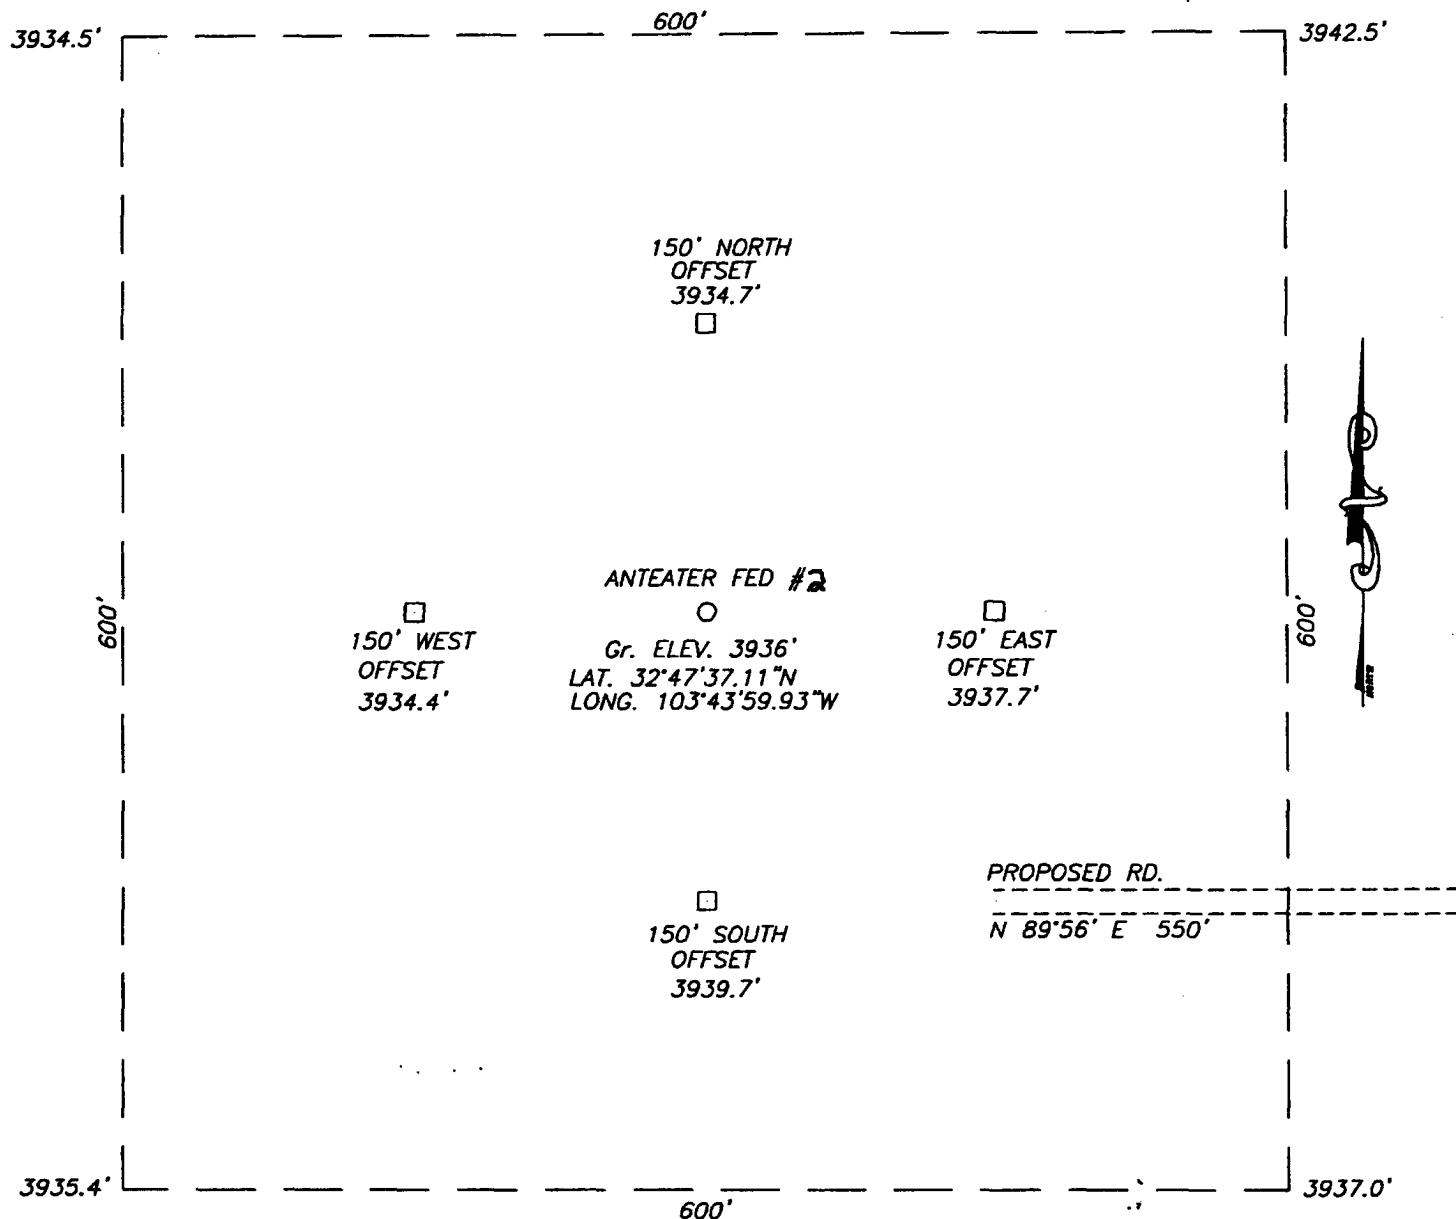 600'
3934.5'
3942.5'
150' NORTH
OFFSET
3934.7'
ANTEATER FED #2
600'
600'
150' WEST
OFFSET
3934.4'
Gr. ELEV. 3936'
LAT. 32°47'37.11"N
LONG. 103°43'59.93"W
150' EAST
OFFSET
3937.7'
PROPOSED RD.
N 89°56' E 550'
150' SOUTH
OFFSET
3939.7'
3935.4'
3937.0'
600'